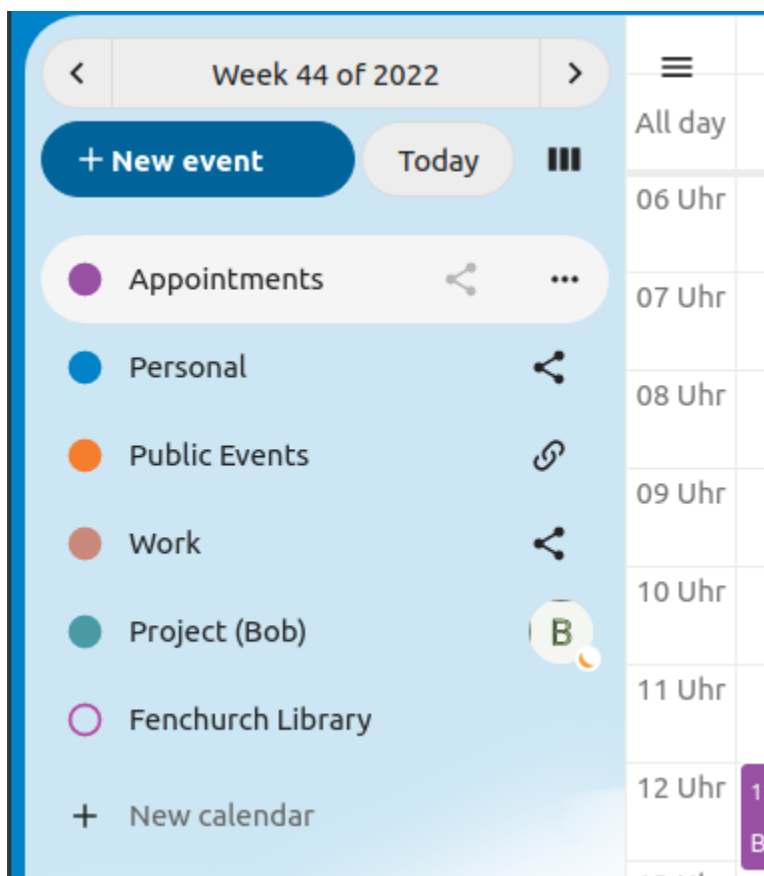 Week 44 of 2022
+ New event
Today
Appointments
Personal
Public Events
Work
Project (Bob)
B
Fenchurch Library
+ New calendar
All day
06 Uhr
07 Uhr
08 Uhr
09 Uhr
10 Uhr
11 Uhr
12 Uhr
1
B